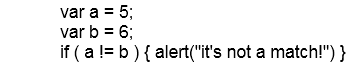 var a = 5;
var b = 6;
if ( a != b ) { alert("it's not a match!") }